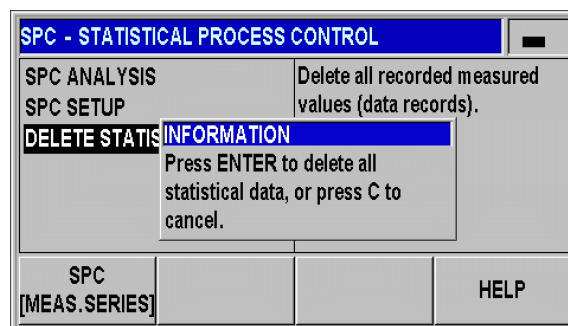 SPC - STATISTICAL PROCESS CONTROL
SPC ANALYSIS
SPC SETUP
DELETE STATIS
Delete all recorded measured
values (data records).
INFORMATION
Press ENTER to delete all
statistical data, or press C to
cancel.
SPC
[MEAS.SERIES]
HELP